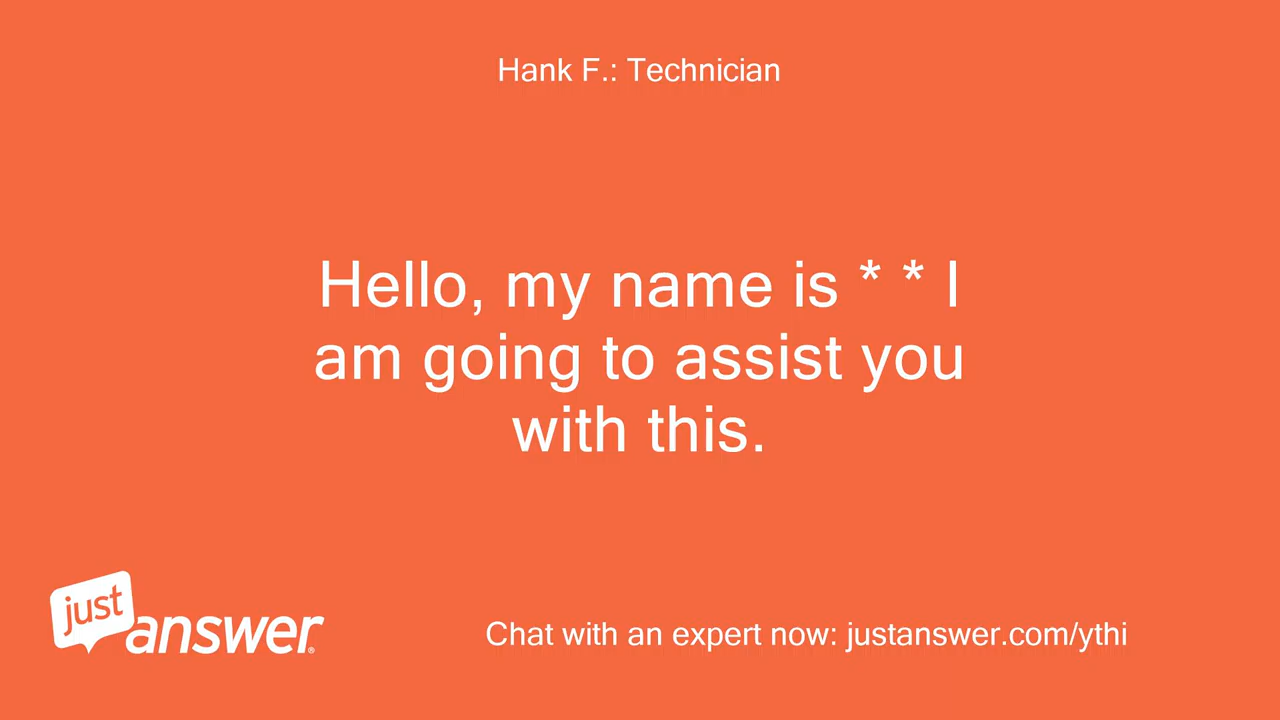 Hank F.: Technician
Hello, my name is * * I
am going to assist you
with this.
just
answer®
Chat with an expert now: justanswer.com/ythi